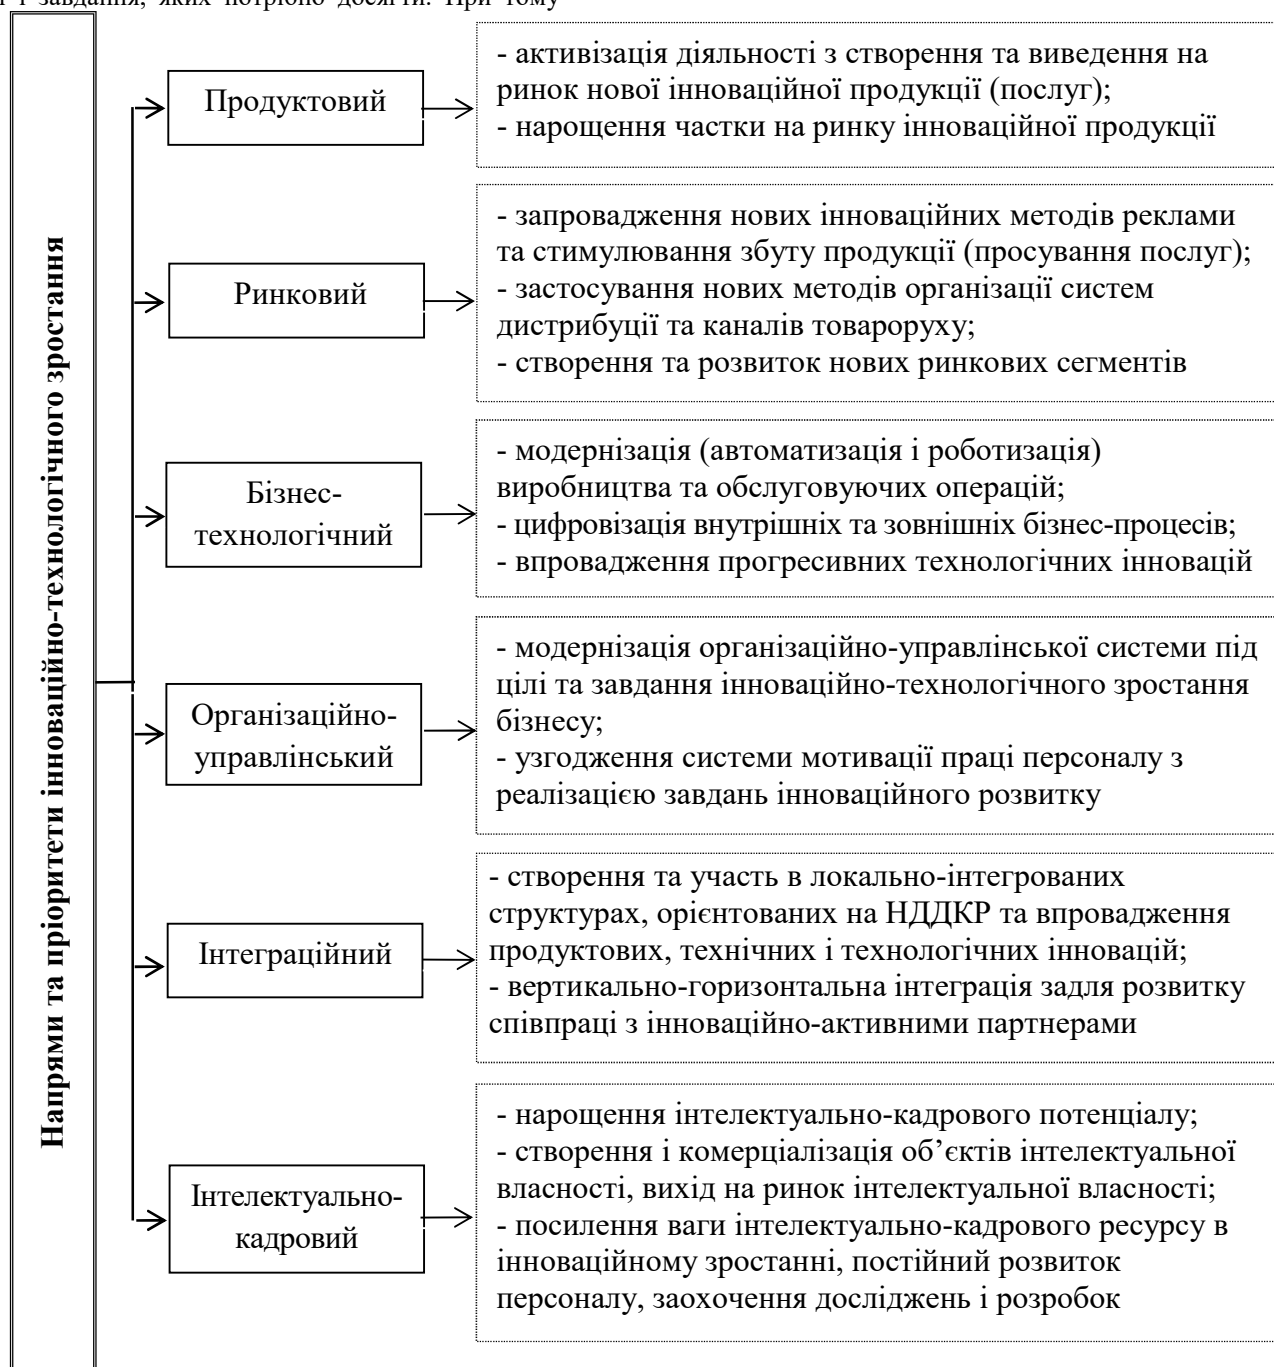 завдання, яких потрібно досягти. При тому
Напрями та пріоритети інноваційно-технологічного зростання
Продуктовий
- активізація діяльності з створення та виведення на
ринок нової інноваційної продукції (послуг);
- нарощення частки на ринку інноваційної продукції
Ринковий
- запровадження нових інноваційних методів реклами
та стимулювання збуту продукції (просування послуг);
- застосування нових методів організації систем
дистрибуції та каналів товароруху;
- створення та розвиток нових ринкових сегментів
Бізнес-
технологічний
- модернізація (автоматизація і роботизація)
виробництва та обслуговуючих операцій;
- цифровізація внутрішніх та зовнішніх бізнес-процесів;
- впровадження прогресивних технологічних інновацій
Організаційно-
управлінський
- модернізація організаційно-управлінської системи під
цілі та завдання інноваційно-технологічного зростання
бізнесу;
- узгодження системи мотивації праці персоналу з
реалізацією завдань інноваційного розвитку
Інтеграційний
- створення та участь в локально-інтегрованих
структурах, орієнтованих на НДДКР та впровадження
продуктових, технічних і технологічних інновацій;
- вертикально-горизонтальна інтеграція задля розвитку
співпраці з інноваційно-активними партнерами
Інтелектуально-
кадровий
- нарощення інтелектуально-кадрового потенціалу;
- створення і комерціалізація об’єктів інтелектуальної
власності, вихід на ринок інтелектуальної власності;
- посилення ваги інтелектуально-кадрового ресурсу в
інноваційному зростанні, постійний розвиток
персоналу, заохочення досліджень і розробок